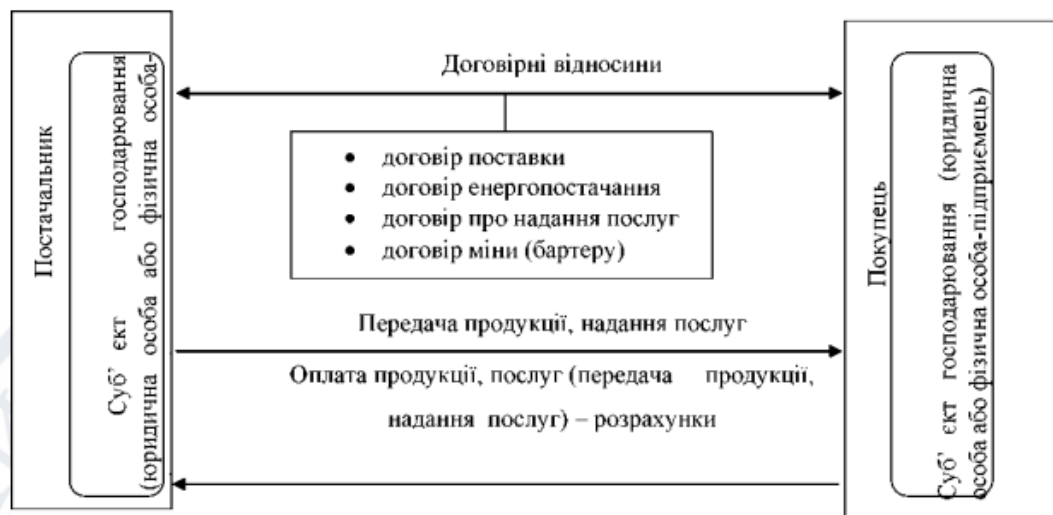 Постачальник
Суб’ єкт господарювання
(юридична особа або фізична особа-
Договірні відносини
• договір поставки
• договір енергопостачання
• договір про надання послуг
• договір міни (бартеру)
Передача продукції, надання послуг
Оплата продукції, послуг (передача продукції,
надання послуг) – розрахунки
Покупець
Суб’ єкт господарювання (юридична
особа або фізична особа-підприємець)